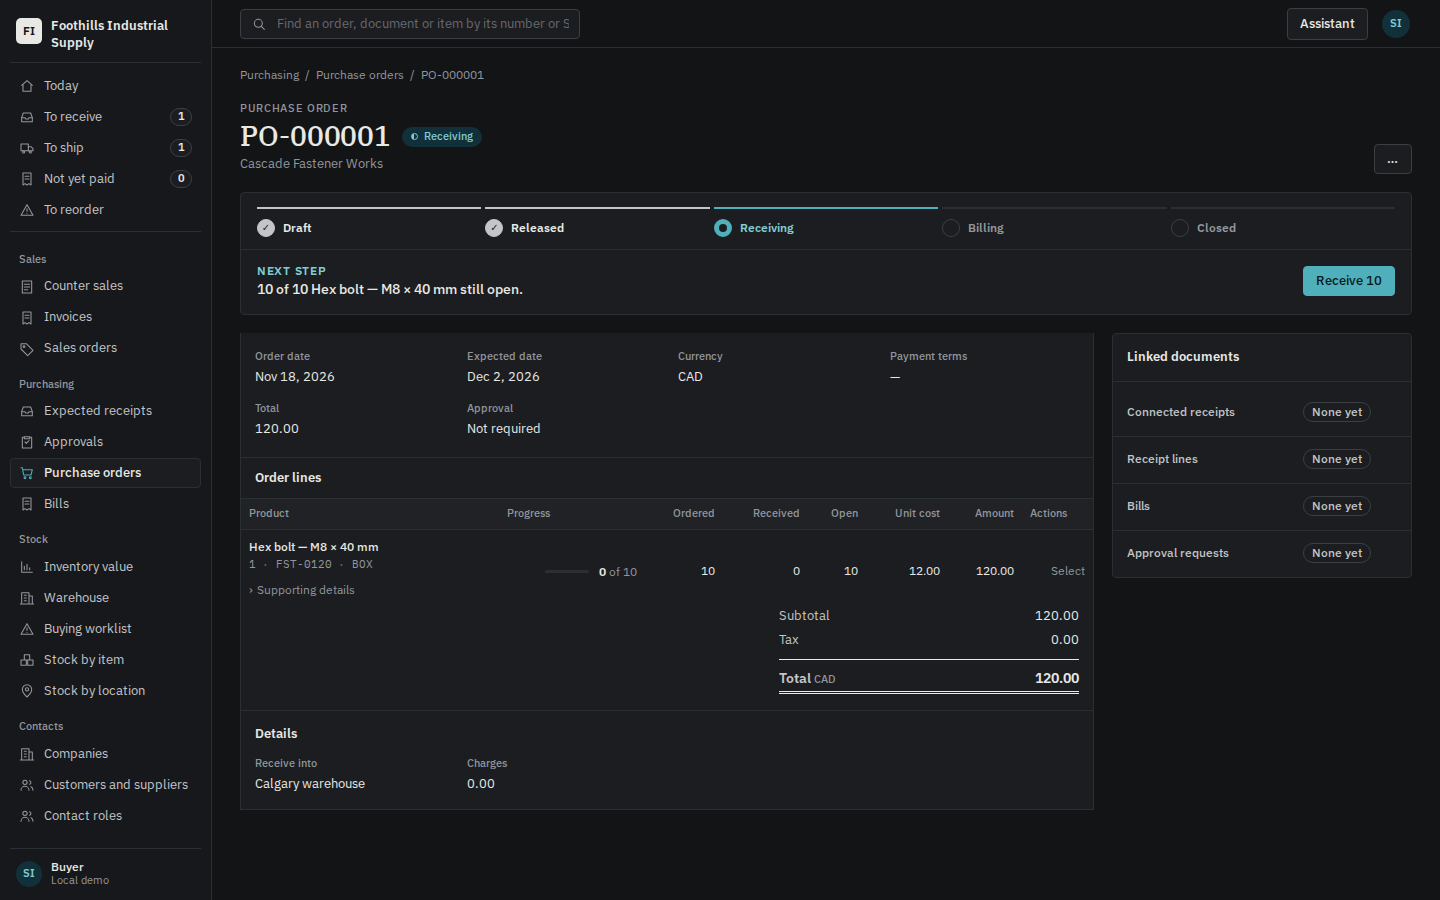 FI
Foothills Industrial
Supply
Today
To receive 1
To ship 1
Not yet paid 0
To reorder
Sales
Counter sales
Invoices
Sales orders
Purchasing
Expected receipts
Approvals
Purchase orders
Bills
Stock
Inventory value
Warehouse
Buying worklist
Stock by item
Stock by location
Contacts
Companies
Customers and suppliers
Contact roles
SI
Buyer
Local demo
Find an order, document or item by its number or S
Assistant
SI
Purchasing / Purchase orders / PO-000001
PURCHASE ORDER
PO-000001 Receiving
Cascade Fastener Works
...
Draft
Released
Receiving
Billing
Closed
NEXT STEP
10 of 10 Hex bolt — M8 × 40 mm still open.
Receive 10
Order date Expected date Currency Payment terms
Nov 18, 2026 Dec 2, 2026 CAD —
Total Approval
120.00 Not required
Order lines
Product Progress Ordered Received Open Unit cost Amount Actions
Hex bolt — M8 × 40 mm
1 · FST-0120 · BOX
0 of 10 10 0 10 12.00 120.00 Select
› Supporting details
Subtotal 120.00
Tax 0.00
Total CAD 120.00
Details
Receive into Charges
Calgary warehouse 0.00
Linked documents
Connected receipts None yet
Receipt lines None yet
Bills None yet
Approval requests None yet